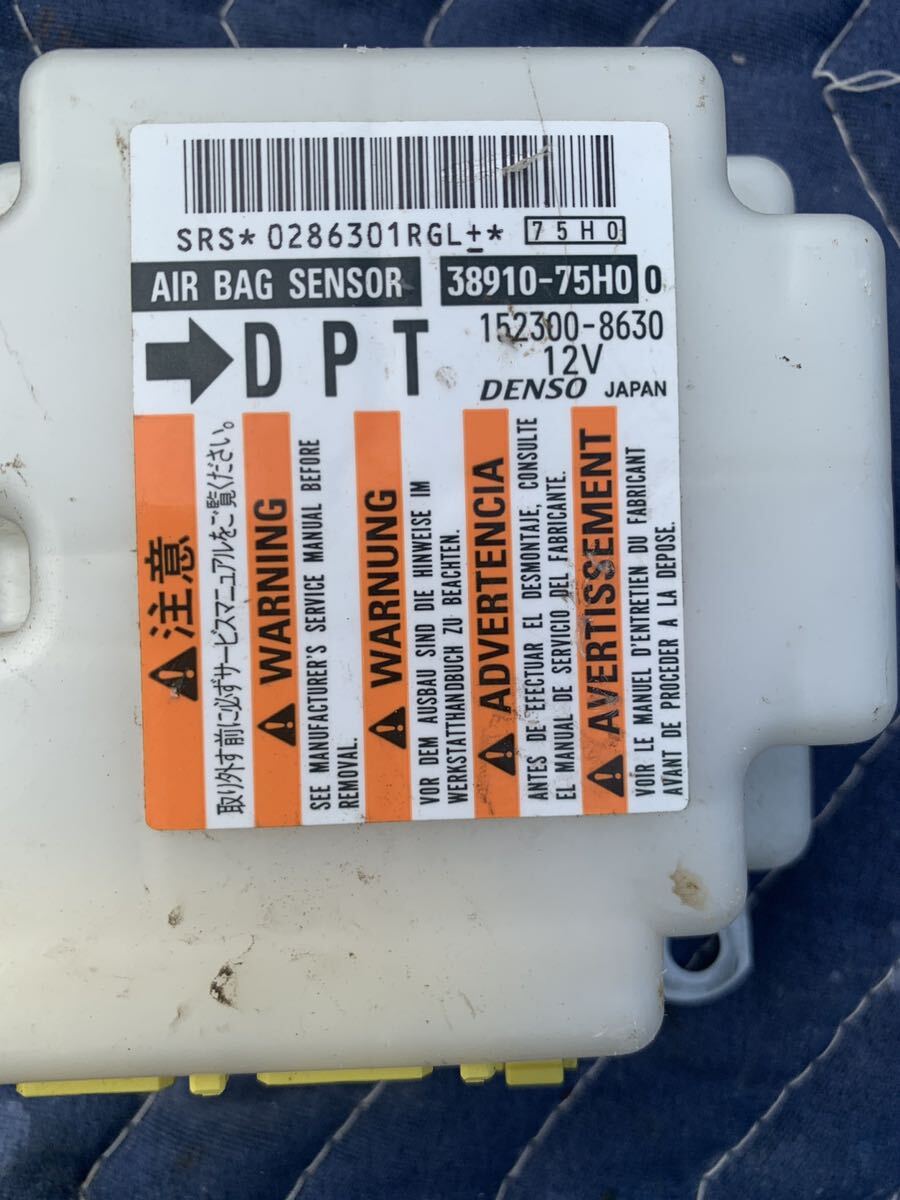 SRS*0286301RGL±* 75H0
AIR BAG SENSOR 38910-75H0 0
DPT
152300-8630
12V
DENSO JAPAN
注意
取り外す前に必ずサービスマニュアルをご覧ください。
WARNING
SEE MANUFACTURER'S SERVICE MANUAL BEFORE
REMOVAL.
WARNUNG
VOR DEM AUSBAU SIND DIE HINWEISE IM
WERKSTATTHANDBUCH ZU BEACHTEN.
ADVERTENCIA
ANTES DE EFECTUAR EL DESMONTAJE, CONSULTE
EL MANUAL DE SERVICIO DEL FABRICANTE.
AVERTISSEMENT
VOIR LE MANUEL D'ENTRETIEN DU FABRICANT
AVANT DE PROCEDER A LA DEPOSE.